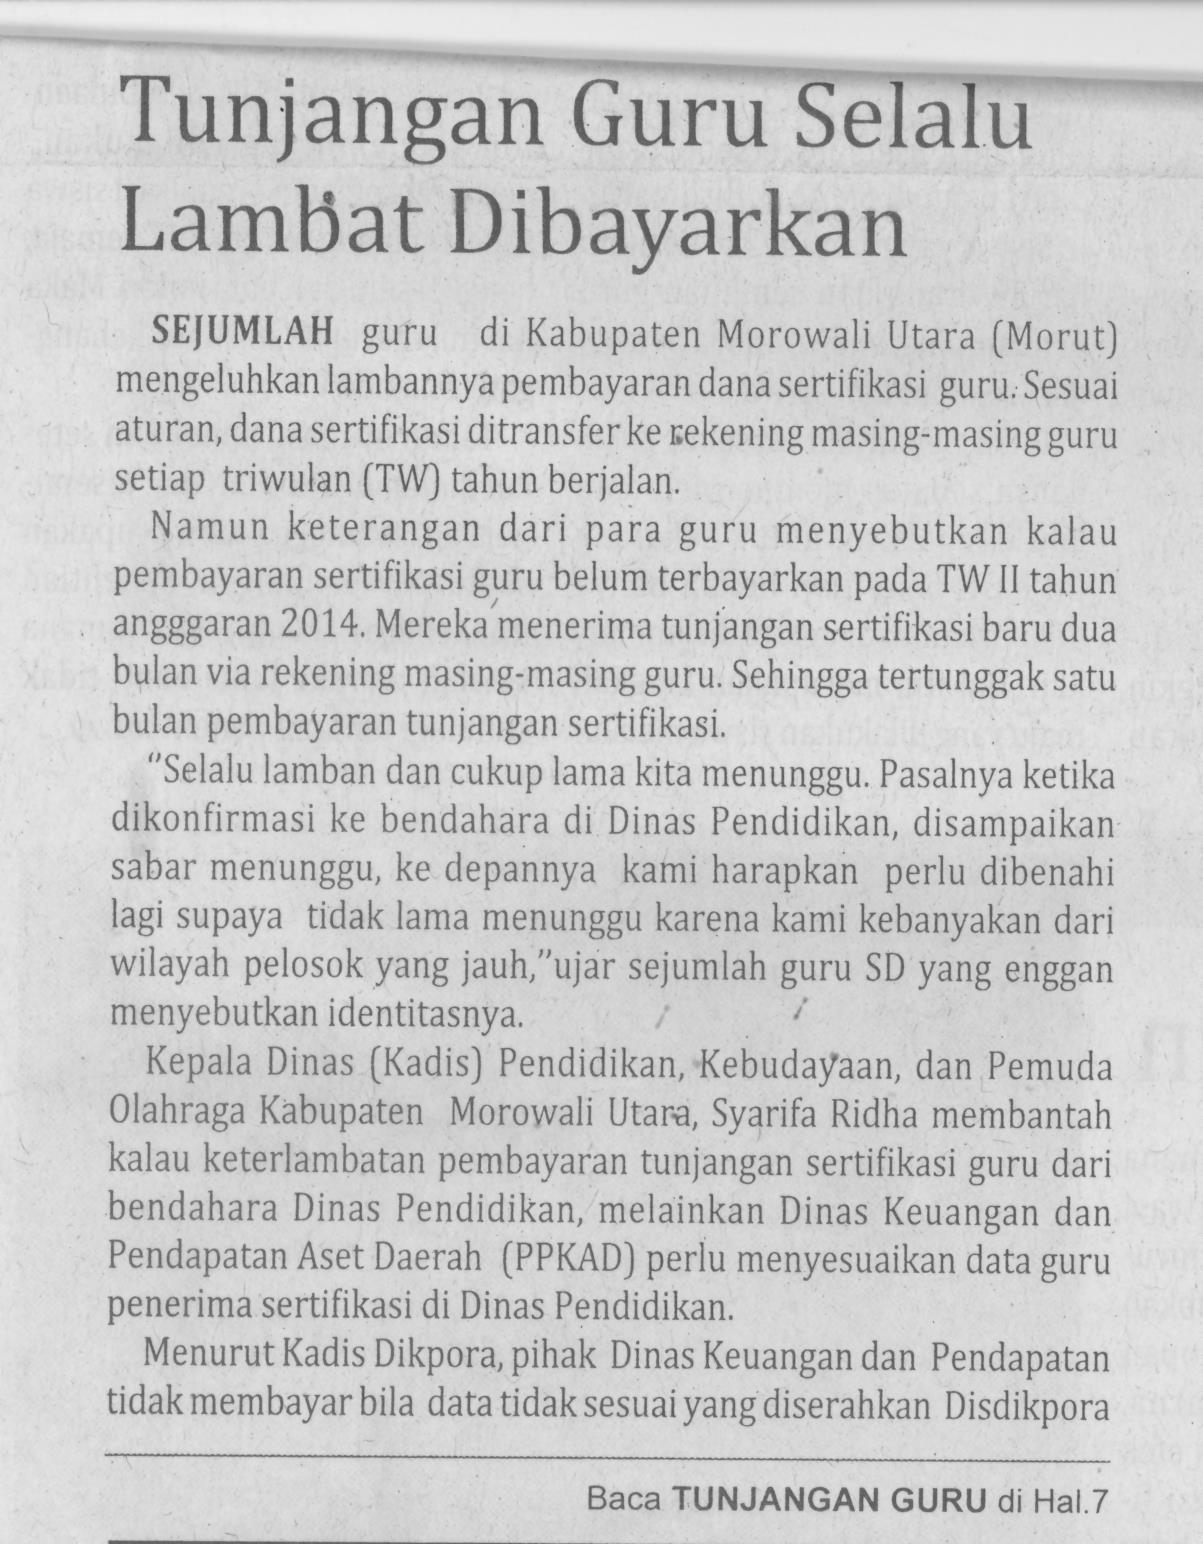 Tunjangan Guru Selalu
Lambat Dibayarkan
SEJUMLAH guru di Kabupaten Morowali Utara (Morut)
mengeluhkan lambannya pembayaran dana sertifikasi guru. Sesuai
aturan, dana sertifikasi ditransfer ke rekening masing-masing guru
setiap triwulan (TW) tahun berjalan.
Namun keterangan dari para guru menyebutkan kalau
pembayaran sertifikasi guru belum terbayarkan pada TW II tahun
angggaran 2014. Mereka menerima tunjangan sertifikasi baru dua
bulan via rekening masing-masing guru. Sehingga tertunggak satu
bulan pembayaran tunjangan sertifikasi.
"Selalu lamban dan cukup lama kita menunggu. Pasalnya ketika
dikonfirmasi ke bendahara di Dinas Pendidikan, disampaikan
sabar menunggu, ke depannya kami harapkan perlu dibenahi
lagi supaya tidak lama menunggu karena kami kebanyakan dari
wilayah pelosok yang jauh,"ujar sejumlah guru SD yang enggan
menyebutkan identitasnya.
Kepala Dinas (Kadis) Pendidikan, Kebudayaan, dan Pemuda
Olahraga Kabupaten Morowali Utara, Syarifa Ridha membantah
kalau keterlambatan pembayaran tunjangan sertifikasi guru dari
bendahara Dinas Pendidikan, melainkan Dinas Keuangan dan
Pendapatan Aset Daerah (PPKAD) perlu menyesuaikan data guru
penerima sertifikasi di Dinas Pendidikan.
Menurut Kadis Dikpora, pihak Dinas Keuangan dan Pendapatan
tidak membayar bila data tidak sesuai yang diserahkan Disdikpora
Baca TUNJANGAN GURU di Hal.7